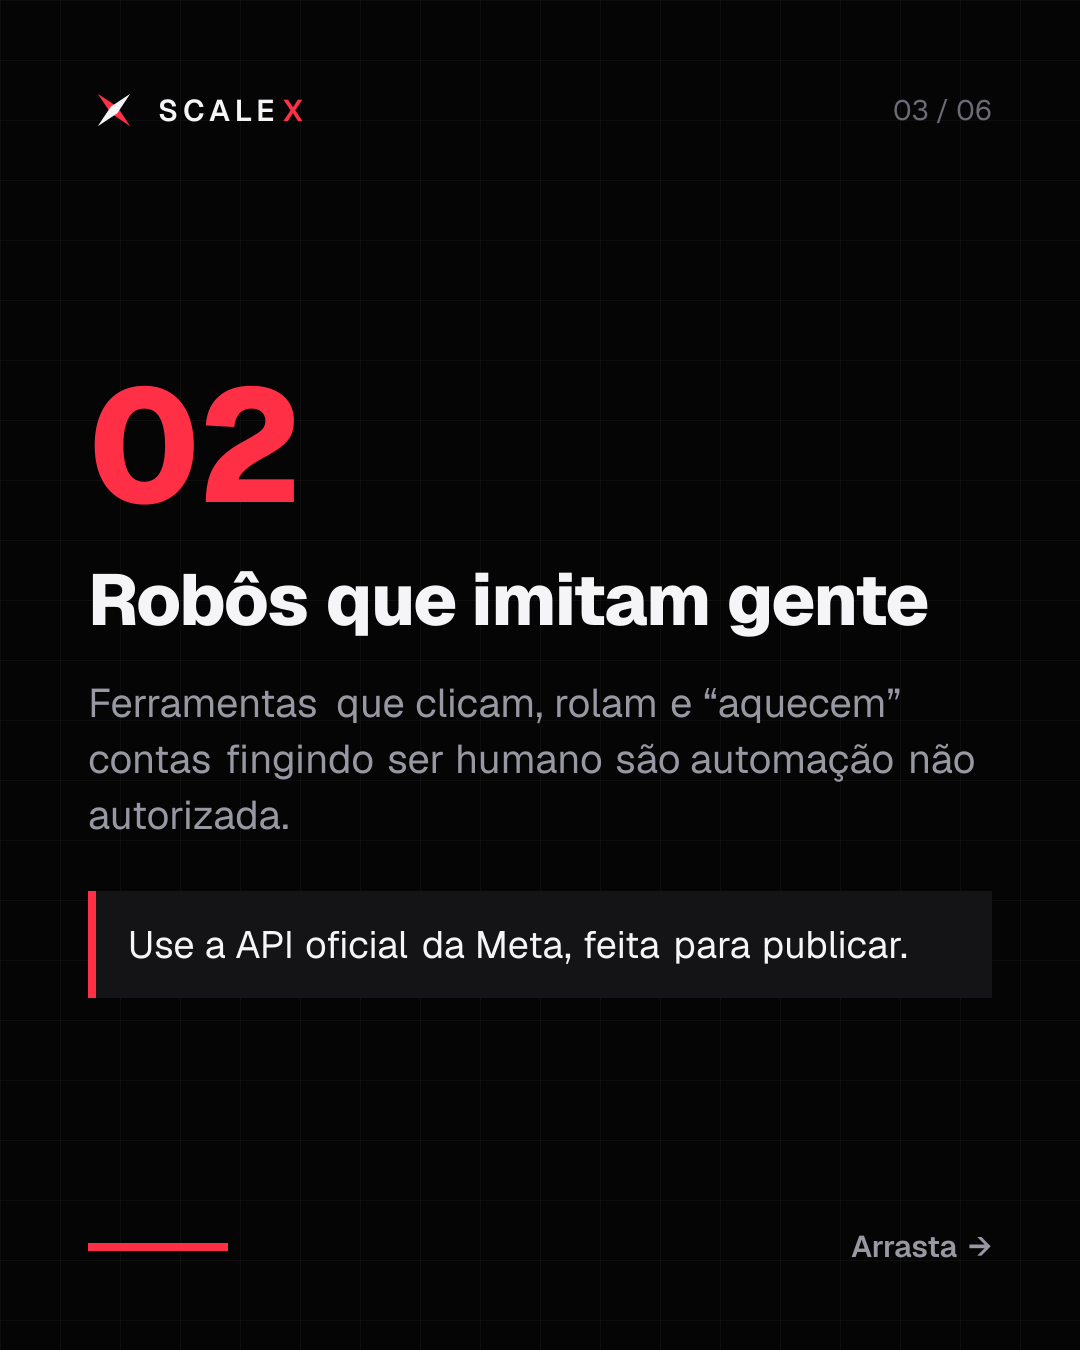 SCALEX
03 / 06
02
Robôs que imitam gente
Ferramentas que clicam, rolam e “aquecem”
contas fingindo ser humano são automação não
autorizada.
Use a API oficial da Meta, feita para publicar.
Arrasta →